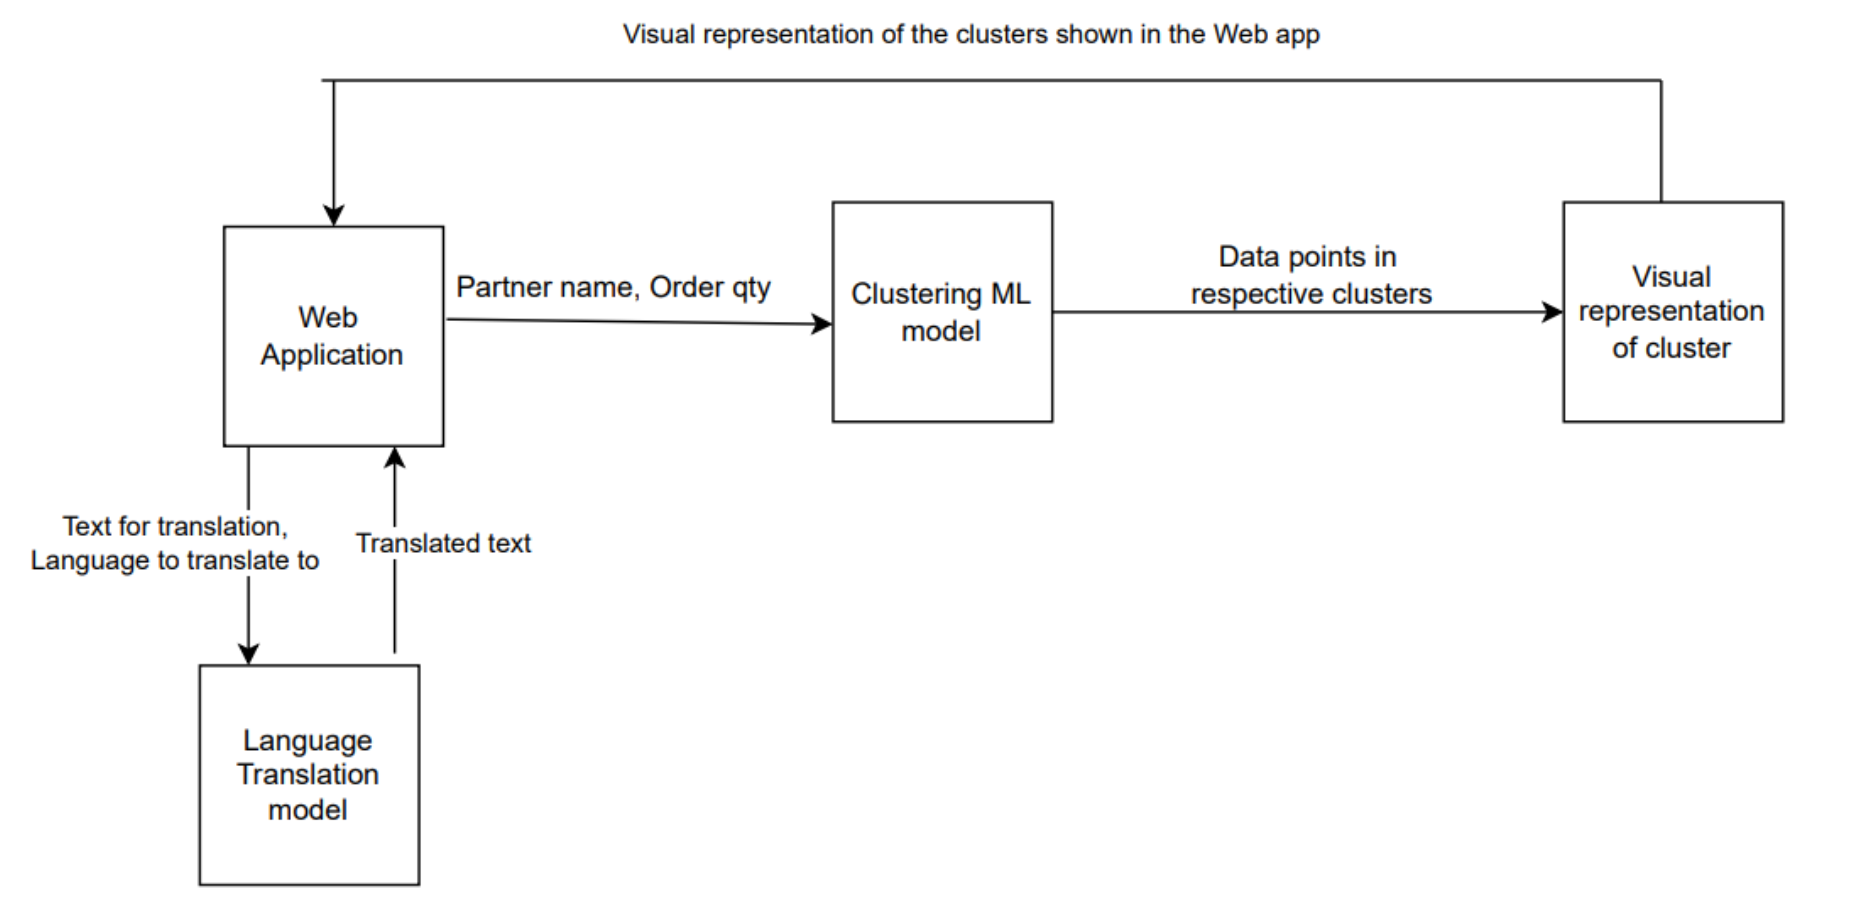 Visual representation of the clusters shown in the Web app
Web
Application
Partner name, Order qty
Clustering ML
model
Data points in
respective clusters
Visual
representation
of cluster
Text for translation,
Language to translate to
Translated text
Language
Translation
model